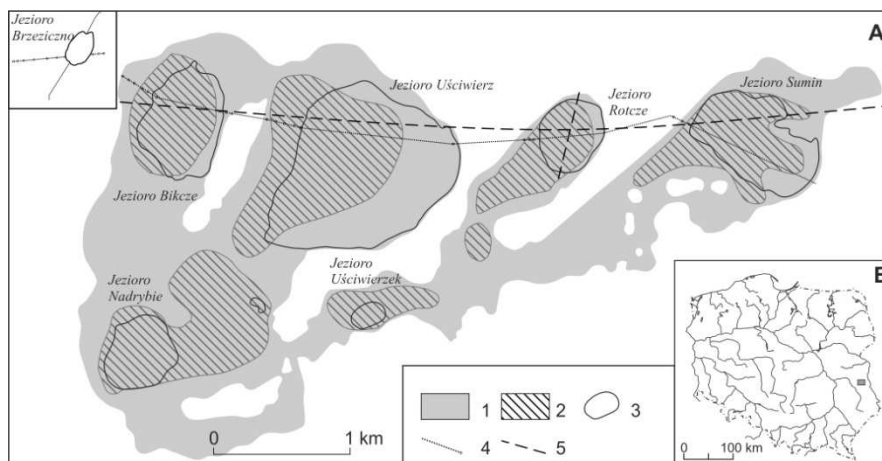 Jezioro
Brzeziczno
A
Jezioro Uściwierz
Jezioro
Rotcze
Jezioro Sumin
Jezioro Bikcze
Jezioro
Nadrybie
Jezioro
Uściwierzek
B
1
2
3
4
5
0
1 km
0
100 km